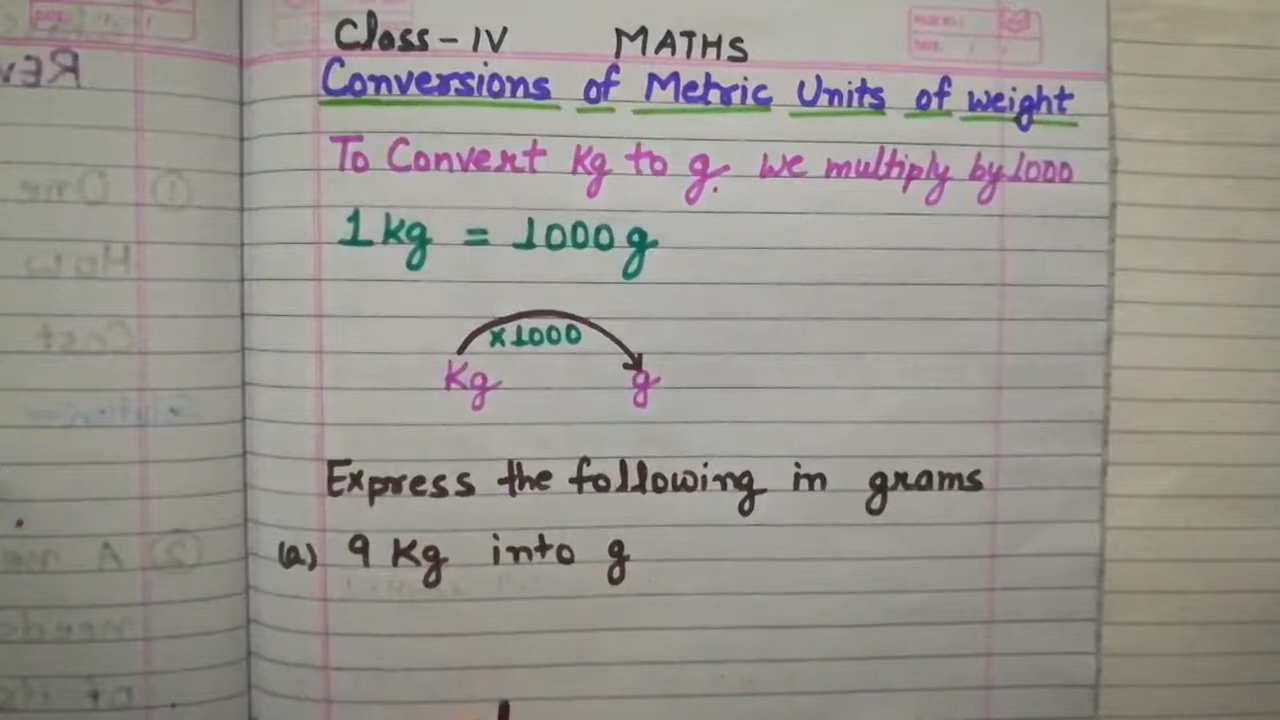 Class-IV MATHS
Conversions of Metric Units of weight
To Convert Kg to g. We multiply by 1000
1 kg = 1000 g
×1000
Kg g
Express the following in grams
(a) 9 Kg into g